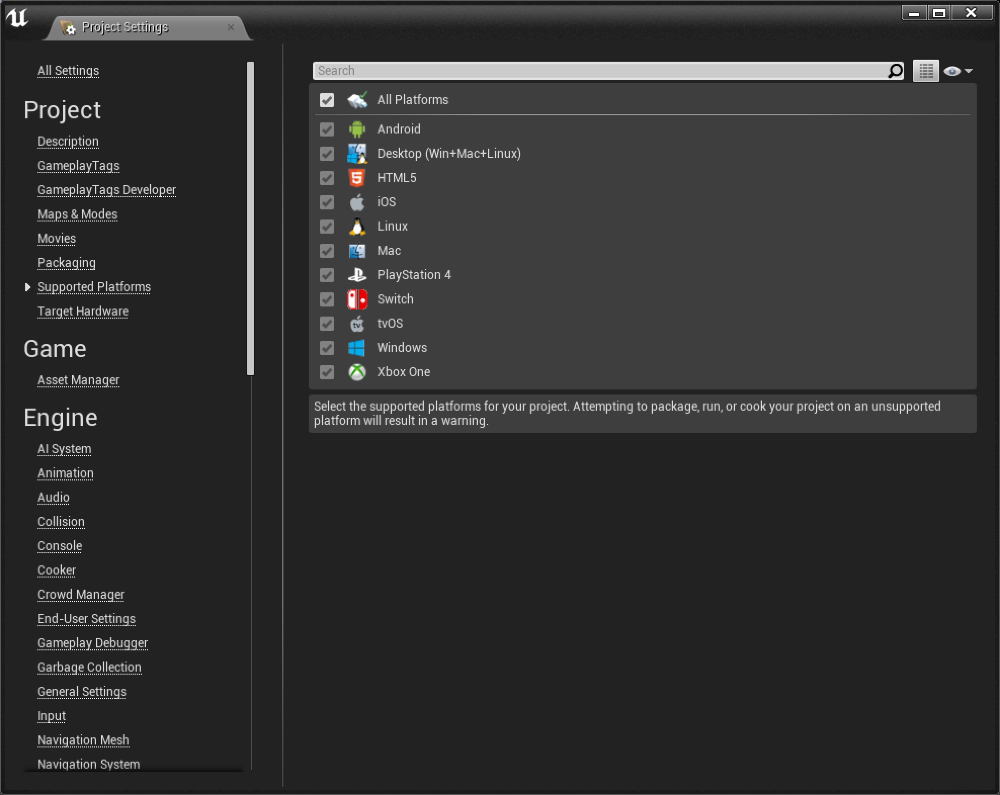 Project Settings
All Settings
Project
Description
GameplayTags
GameplayTags Developer
Maps & Modes
Movies
Packaging
Supported Platforms
Target Hardware
Game
Asset Manager
Engine
AI System
Animation
Audio
Collision
Console
Cooker
Crowd Manager
End-User Settings
Gameplay Debugger
Garbage Collection
General Settings
Input
Navigation Mesh
Navigation System
Search
All Platforms
Android
Desktop (Win+Mac+Linux)
HTML5
iOS
Linux
Mac
PlayStation 4
Switch
tvOS
Windows
Xbox One
Select the supported platforms for your project. Attempting to package, run, or cook your project on an unsupported
platform will result in a warning.